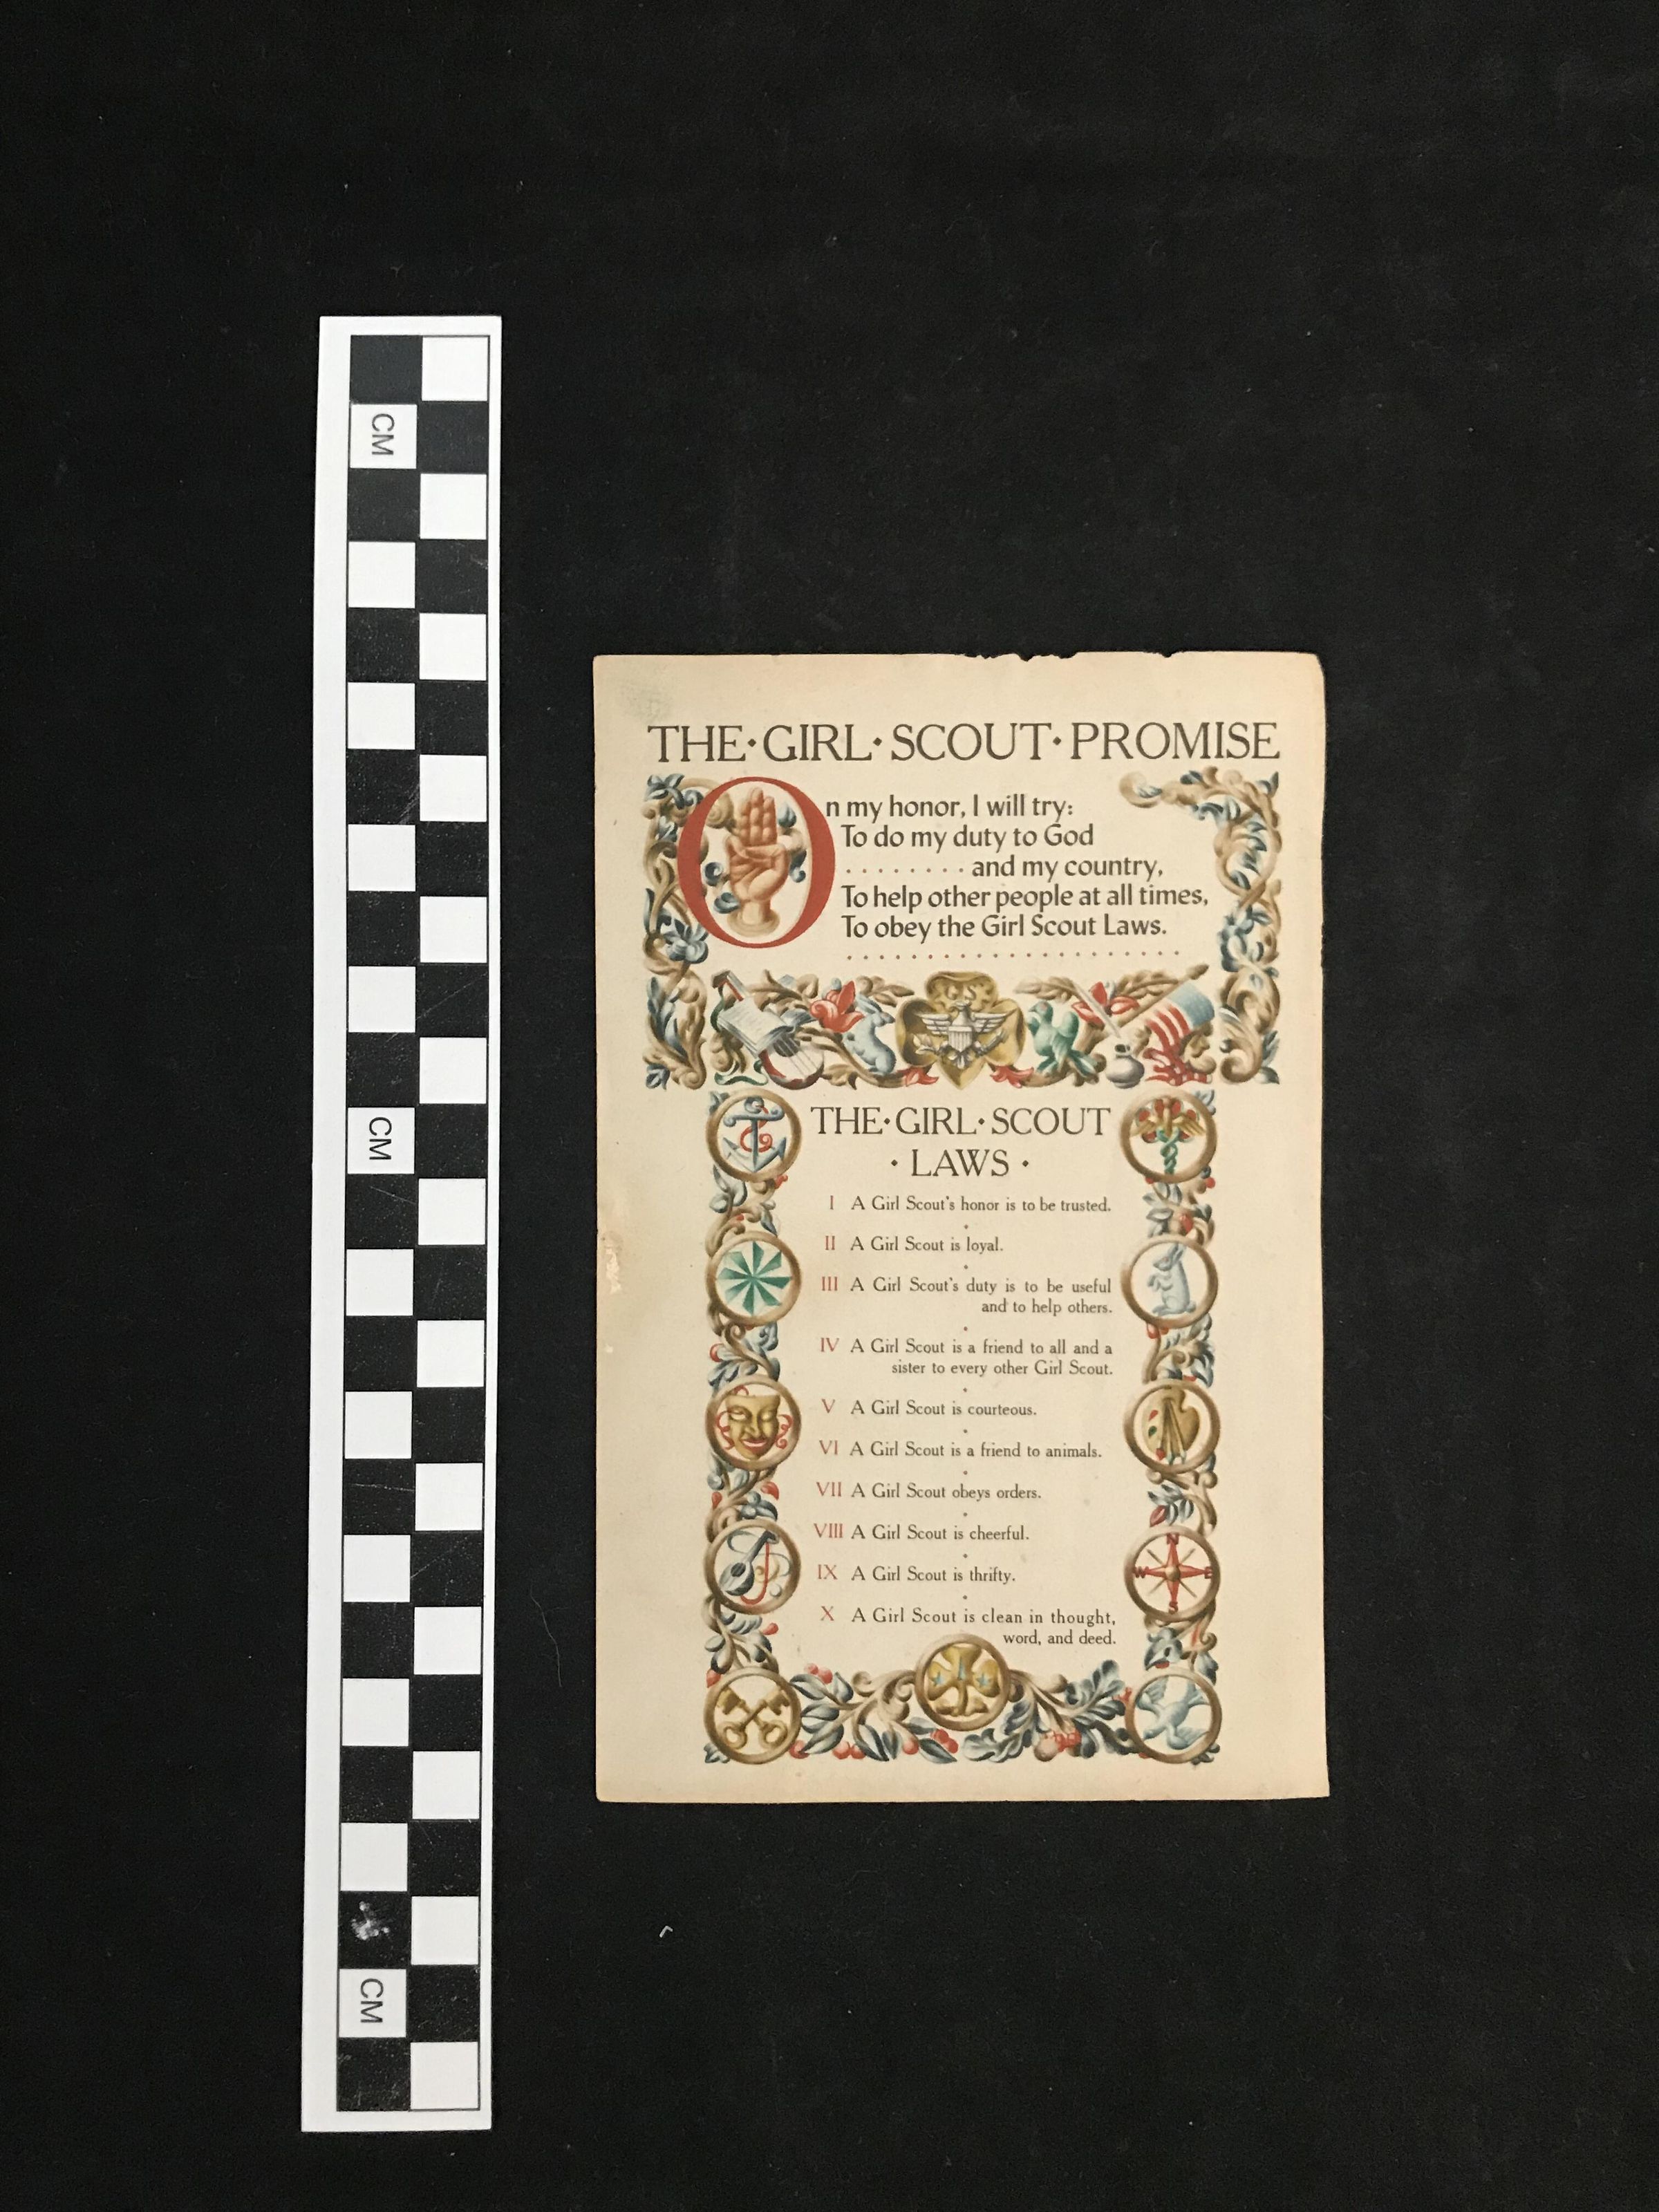 CM
CM
CM
THE·GIRL·SCOUT·PROMISE
On my honor, I will try:
To do my duty to God
........ and my country,
To help other people at all times,
To obey the Girl Scout Laws.
THE·GIRL·SCOUT
· LAWS ·
I A Girl Scout's honor is to be trusted.
II A Girl Scout is loyal.
III A Girl Scout's duty is to be useful
and to help others.
IV A Girl Scout is a friend to all and a
sister to every other Girl Scout.
V A Girl Scout is courteous.
VI A Girl Scout is a friend to animals.
VII A Girl Scout obeys orders.
VIII A Girl Scout is cheerful.
IX A Girl Scout is thrifty.
X A Girl Scout is clean in thought,
word, and deed.
N
W E
S
GS